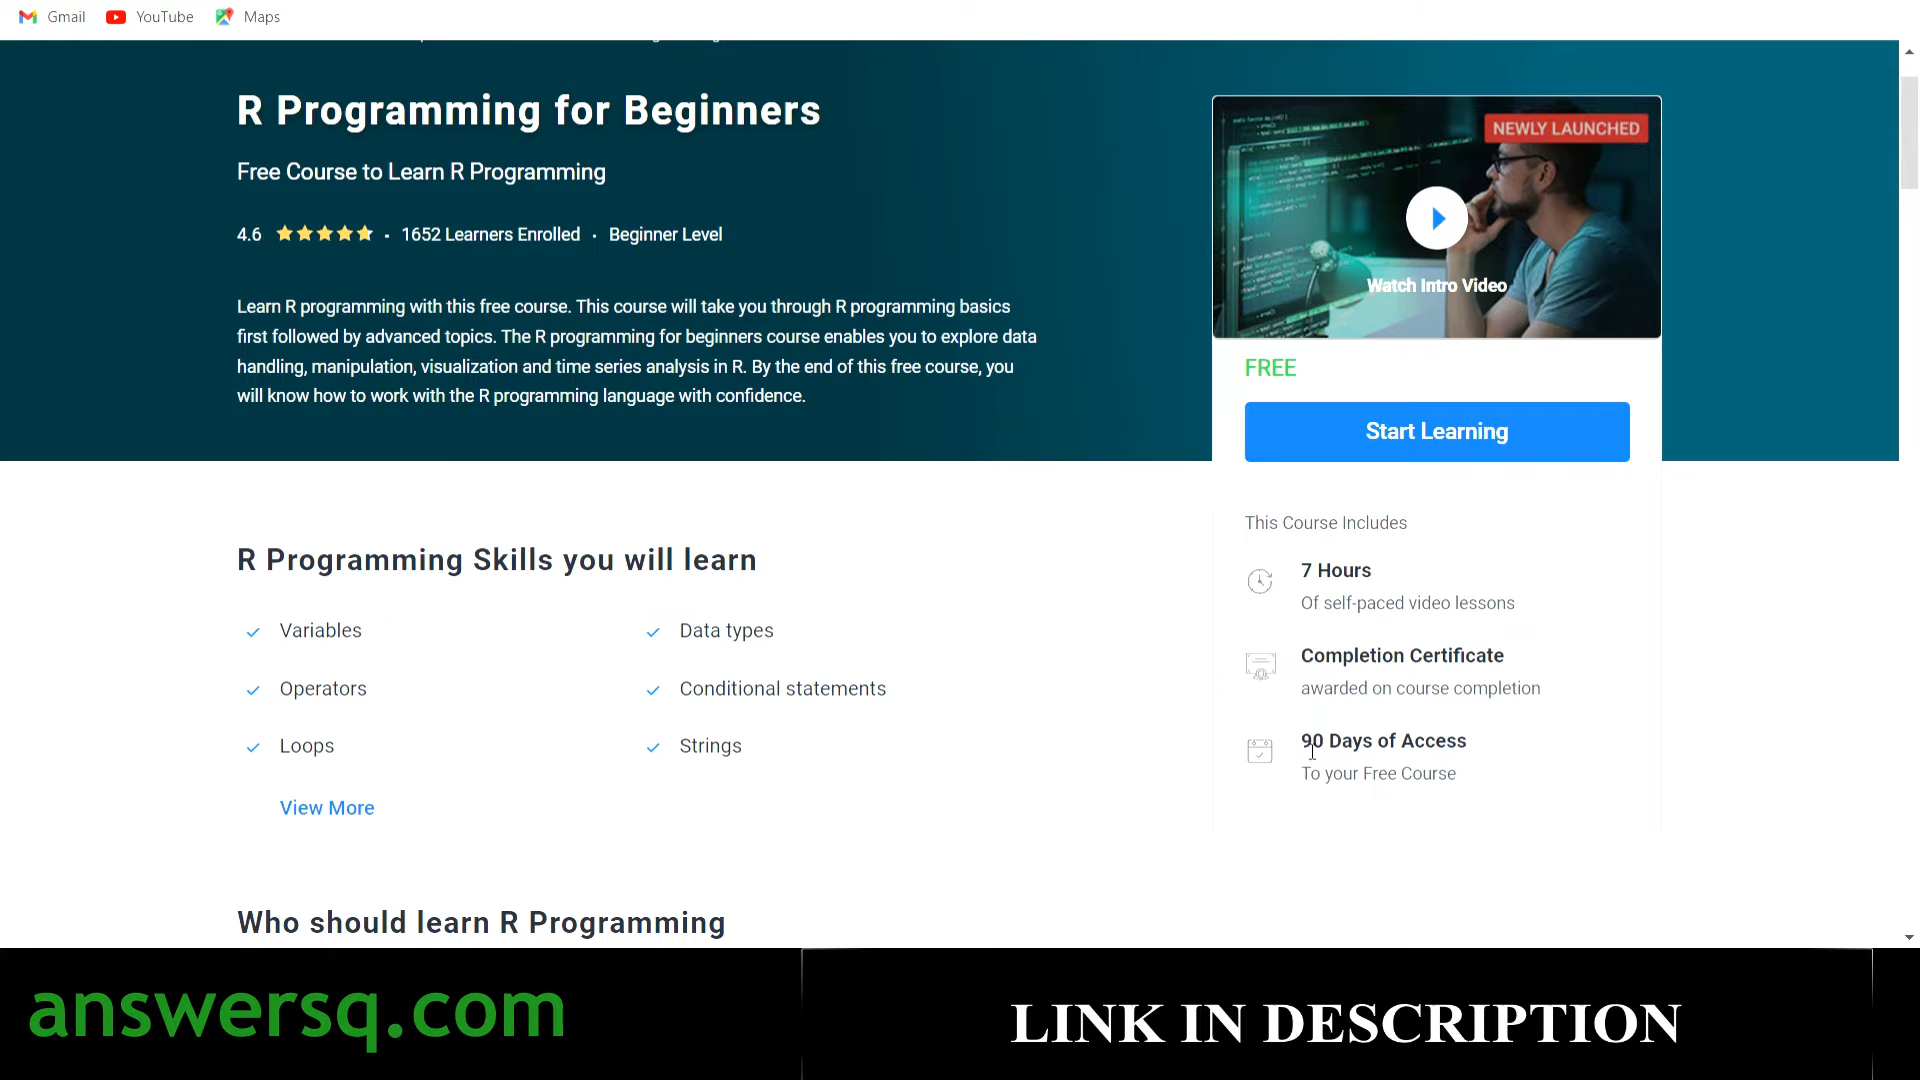 Gmail YouTube Maps
R Programming for Beginners
Free Course to Learn R Programming
4.6 1652 Learners Enrolled Beginner Level
Learn R programming with this free course. This course will take you through R programming basics
first followed by advanced topics. The R programming for beginners course enables you to explore data
handling, manipulation, visualization and time series analysis in R. By the end of this free course, you
will know how to work with the R programming language with confidence.
NEWLY LAUNCHED
Watch Intro Video
FREE
Start Learning
This Course Includes
7 Hours
Of self-paced video lessons
Completion Certificate
awarded on course completion
90 Days of Access
To your Free Course
R Programming Skills you will learn
Variables
Data types
Operators
Conditional statements
Loops
Strings
View More
Who should learn R Programming
answersq.com
LINK IN DESCRIPTION